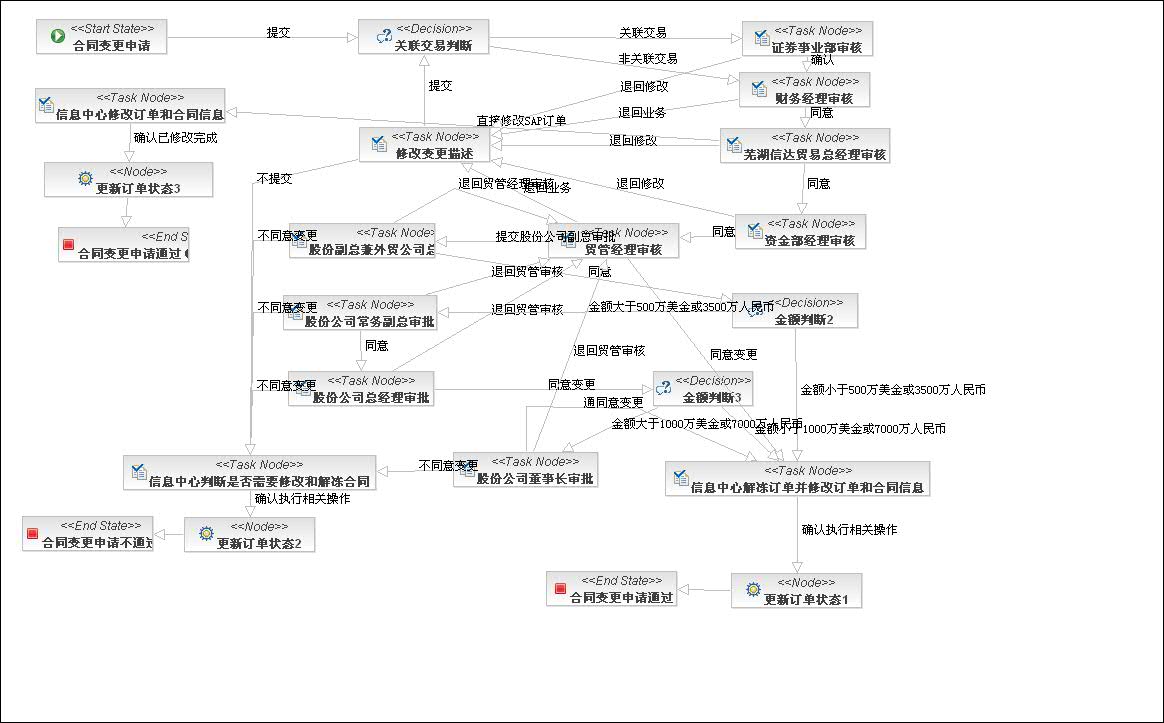 <<Start State>>
合同变更申请
提交
<<Decision>>
关联交易判断
关联交易
<<Task Node>>
证券事业部审核
确认
非关联交易
<<Task Node>>
财务经理审核
退回修改
提交
<<Task Node>>
信息中心修改订单和合同信息
退回业务
同意
直接修改SAP订单
确认已修改完成
<<Task Node>>
修改变更描述
退回修改
<<Task Node>>
芜湖信达贸易总经理审核
<<Node>>
更新订单状态3
不提交
退回贸管经理审核
退回业务
退回修改
同意
<<End S
合同变更申请通过
不同意变更
<<Task Node>>
股份副总兼外贸公司总
提交股份公司副总审批
<<Task Node>>
贸管经理审核
同意
<<Task Node>>
资金部经理审核
退回贸管审核
同意
不同意变更
<<Task Node>>
股份公司常务副总审批
退回贸管审核
金额大于500万美金或3500万人民币
<<Decision>>
金额判断2
同意
退回贸管审核
同意变更
不同意变更
<<Task Node>>
股份公司总经理审批
同意变更
<<Decision>>
金额判断3
金额小于500万美金或3500万人民币
通同意变更
金额大于1000万美金或7000万人民币
金额小于1000万美金或7000万人民币
<<Task Node>>
信息中心判断是否需要修改和解冻合同
不同意变更
<<Task Node>>
股份公司董事长审批
<<Task Node>>
信息中心解冻订单并修改订单和合同信息
确认执行相关操作
<<End State>>
合同变更申请不通过
<<Node>>
更新订单状态2
确认执行相关操作
<<End State>>
合同变更申请通过
<<Node>>
更新订单状态1